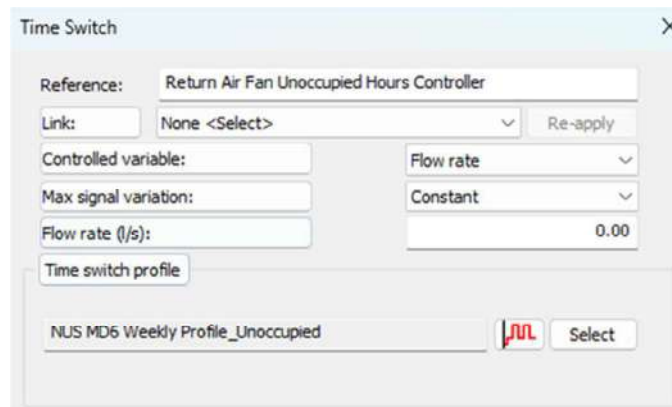 Time Switch
Reference: Return Air Fan Unoccupied Hours Controller
Link: None <Select> Re-apply
Controlled variable: Flow rate
Max signal variation: Constant
Flow rate (l/s): 0.00
Time switch profile
NUS MD6 Weekly Profile_Unoccupied Select